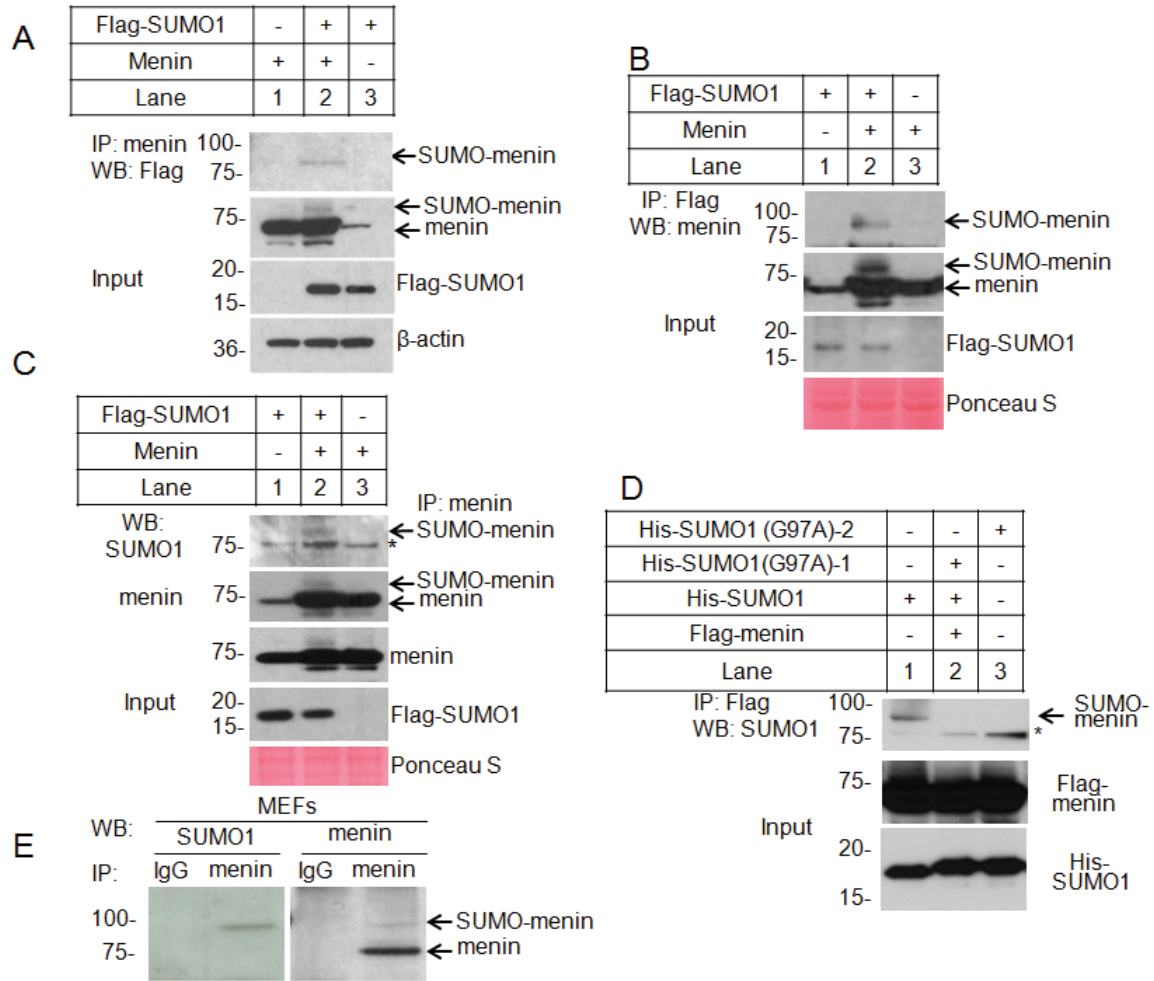 A
Flag-SUMO1 - + +
Menin + + -
Lane 1 2 3
IP: menin 100-
WB: Flag 75-
SUMO-menin
75-
SUMO-menin
menin
Input
20-
15-
Flag-SUMO1
36-
β-actin
B
Flag-SUMO1 + + -
Menin - + +
Lane 1 2 3
IP: Flag 100-
WB: menin 75-
SUMO-menin
75-
SUMO-menin
menin
Input
20-
15-
Flag-SUMO1
Ponceau S
C
Flag-SUMO1 + + -
Menin - + +
Lane 1 2 3
IP: menin
WB:
SUMO1 75-
SUMO-menin
*
menin 75-
SUMO-menin
menin
75-
menin
Input
20-
15-
Flag-SUMO1
Ponceau S
D
His-SUMO1 (G97A)-2 - - +
His-SUMO1(G97A)-1 - + -
His-SUMO1 + + -
Flag-menin - + -
Lane 1 2 3
IP: Flag 100-
WB: SUMO1 75-
SUMO-
menin
*
75-
Flag-
menin
Input
20-
15-
His-
SUMO1
E
MEFs
WB: SUMO1 menin
IP: IgG menin IgG menin
100-
75-
SUMO-menin
menin